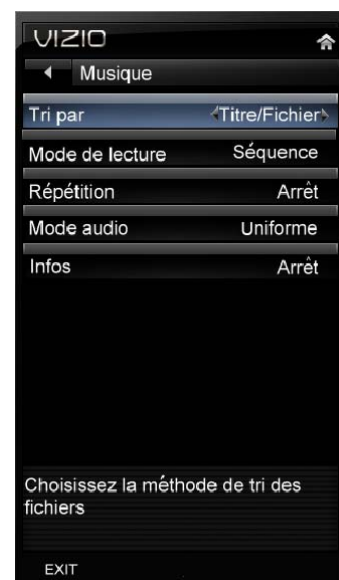 VIZIO
Musique
Tri par Titre/Fichier
Mode de lecture Séquence
Répétition Arrêt
Mode audio Uniforme
Infos Arrêt
Choisissez la méthode de tri des
fichiers
EXIT